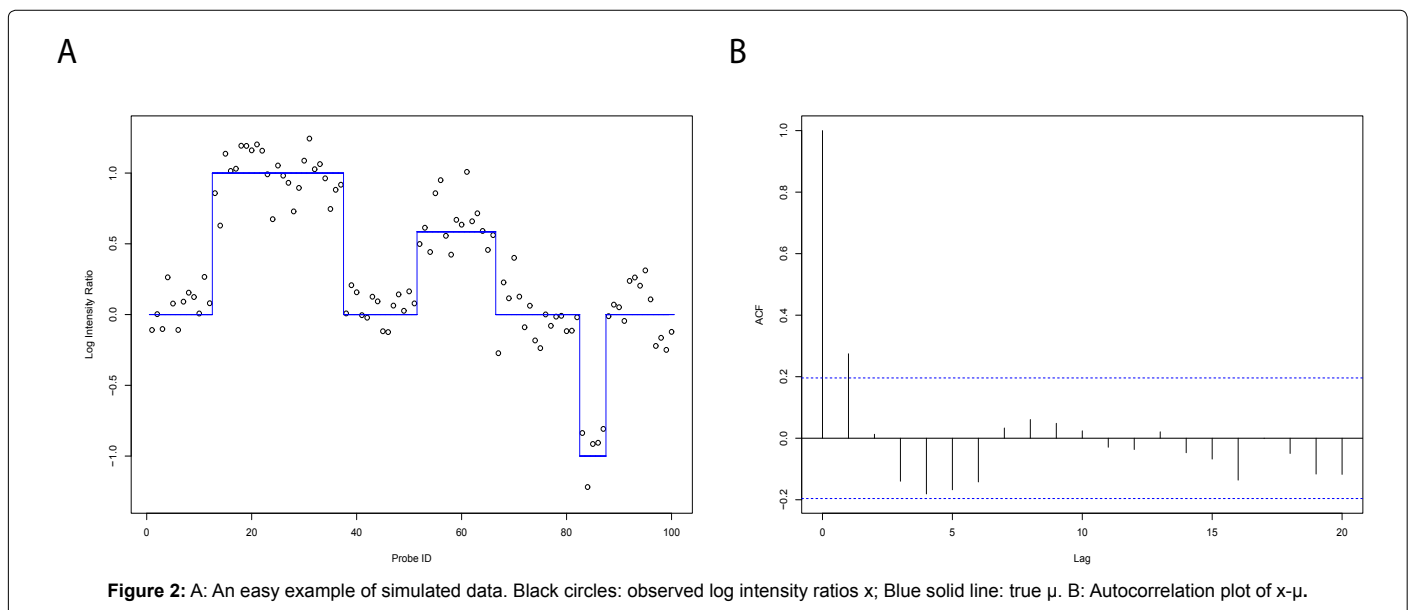 A
B
Log Intensity Ratio
1.0
0.5
0.0
−0.5
−1.0
0 20 40 60 80 100
Probe ID
ACF
1.0
0.8
0.6
0.4
0.2
0.0
−0.2
0 5 10 15 20
Lag
Figure 2: A: An easy example of simulated data. Black circles: observed log intensity ratios x; Blue solid line: true μ. B: Autocorrelation plot of x-μ.